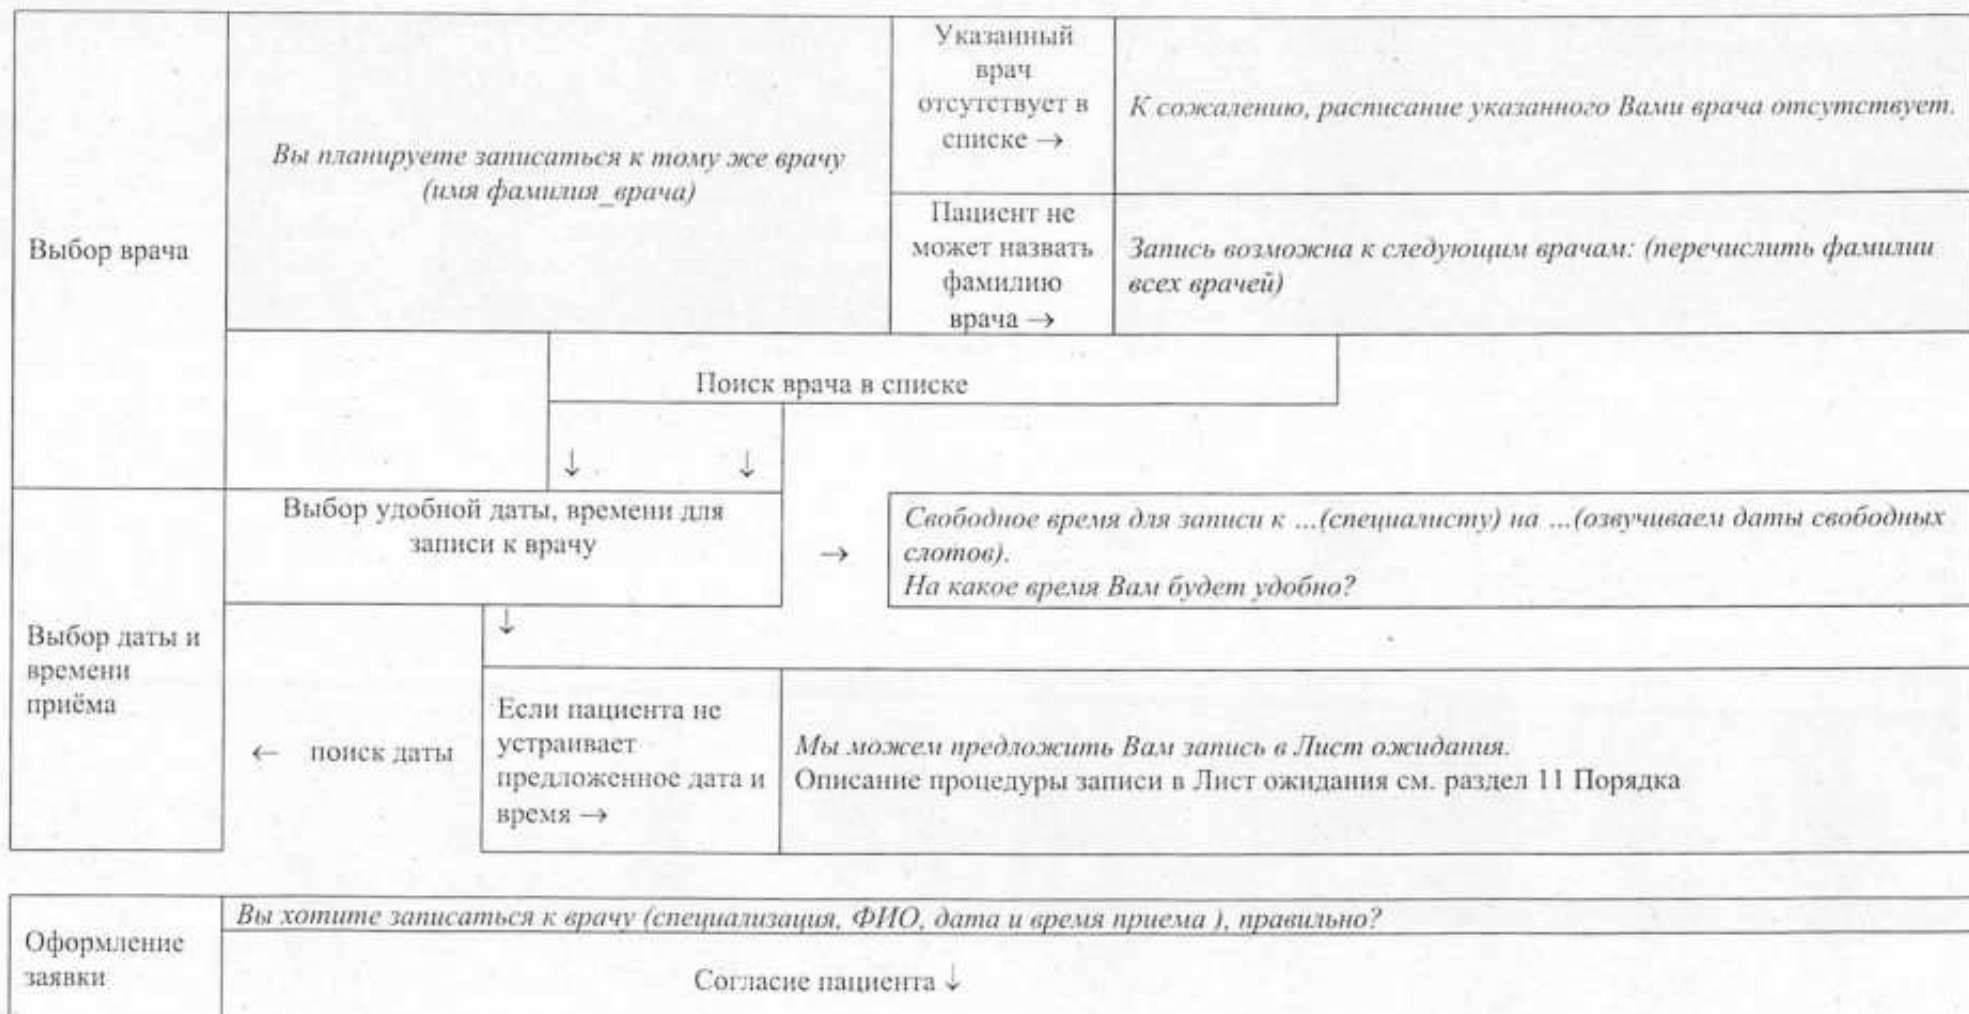 Выбор врача
Вы планируете записаться к тому же врачу
(имя фамилия_врача)
Указанный
врач
отсутствует в
списке →
К сожалению, расписание указанного Вами врача отсутствует.
Пациент не
может назвать
фамилию
врача →
Запись возможна к следующим врачам: (перечислить фамилии
всех врачей)
Поиск врача в списке
↓ ↓
Выбор даты и
времени
приёма
Выбор удобной даты, времени для
записи к врачу
→
Свободное время для записи к ...(специалисту) на ...(озвучиваем даты свободных
слотов).
На какое время Вам будет удобно?
↓
← поиск даты
Если пациента не
устраивает
предложенное дата и
время →
Мы можем предложить Вам запись в Лист ожидания.
Описание процедуры записи в Лист ожидания см. раздел 11 Порядка
Оформление
заявки
Вы хотите записаться к врачу (специализация, ФИО, дата и время приема ), правильно?
Согласие пациента ↓